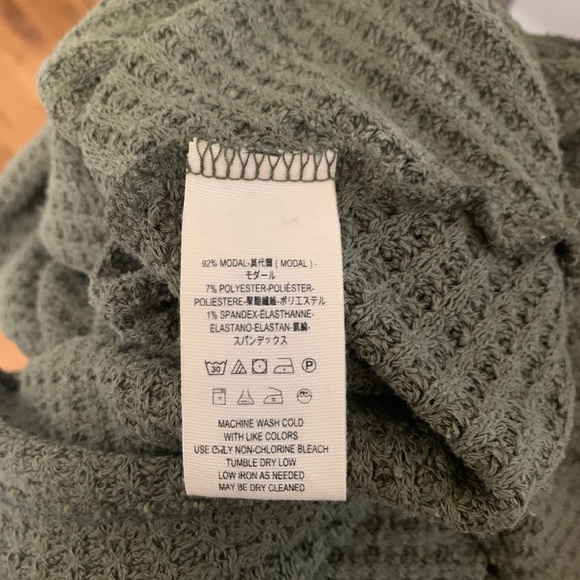 92% MODAL-莫代爾 ( MODAL ) -
モダール
7% POLYESTER-POLIÉSTER-
POLIESTERE-聚酯纖維-ポリエステル
1% SPANDEX-ÉLASTHANNE-
ELASTANO-ELASTAN-氨綸-
スパンデックス
30 P
MACHINE WASH COLD
WITH LIKE COLORS
USE ONLY NON-CHLORINE BLEACH
TUMBLE DRY LOW
LOW IRON AS NEEDED
MAY BE DRY CLEANED